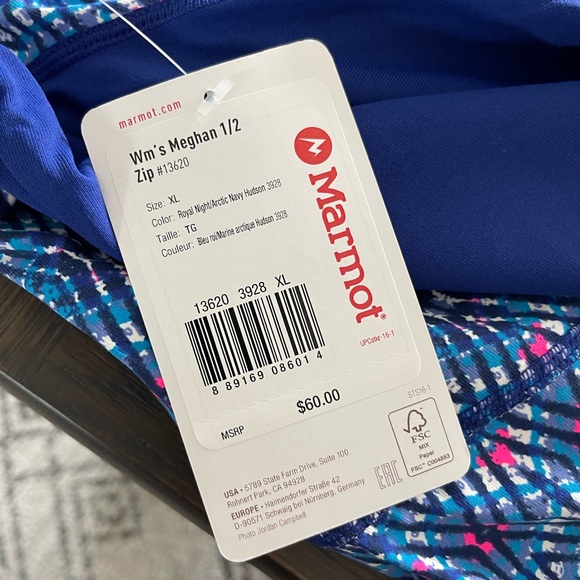 marmot.com
Wm's Meghan 1/2
Zip #13620
Size: XL
Color: Royal Night/Arctic Navy Hudson 3928
Taille: TG
Couleur: Bleu roi/Marine arctique Hudson 3928
Marmot®
13620 3928 XL
8 89169 08601 4
UPCstkr-16-1
MSRP $60.00
STS16-1
USA • 5789 State Farm Drive, Suite 100
Rohnert Park, CA 94928
EUROPE • Haimendorfer Straße 42
D-90571 Schwaig bei Nürnberg, Germany
Photo Jordan Campbell
EAC
FSC
MIX
Paper
FSC™ C004853